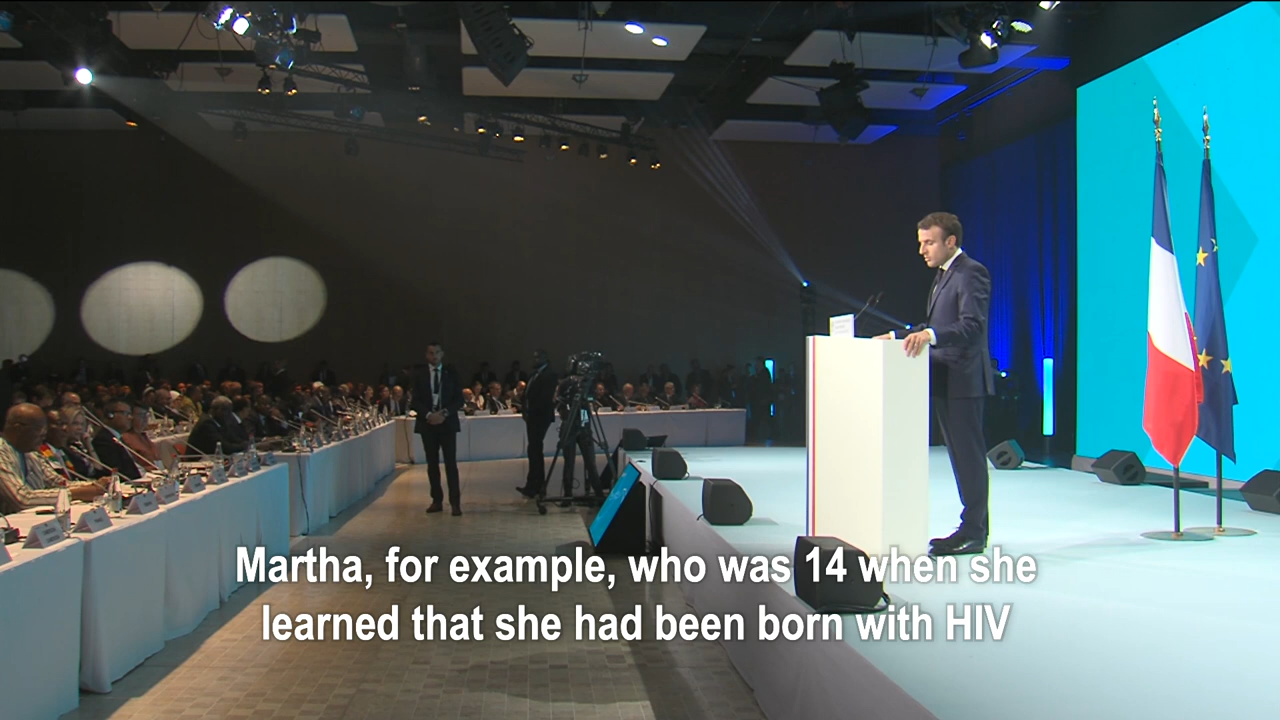 Martha, for example, who was 14 when she
learned that she had been born with HIV